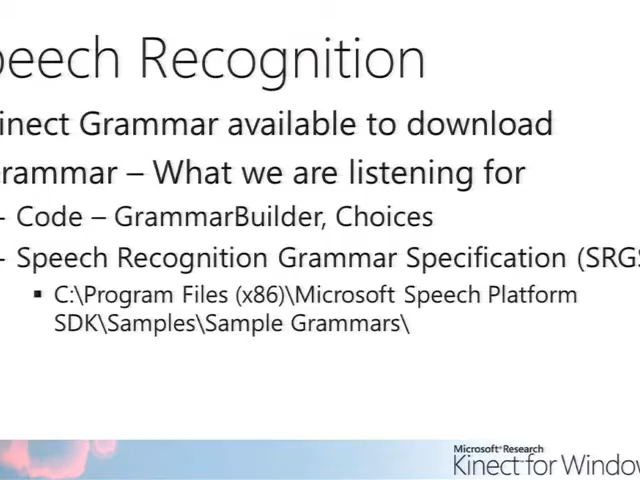 peech Recognition
inect Grammar available to download
rammar – What we are listening for
- Code – GrammarBuilder, Choices
- Speech Recognition Grammar Specification (SRGS
▪ C:\Program Files (x86)\Microsoft Speech Platform
SDK\Samples\Sample Grammars\
Microsoft Research
Kinect for Window